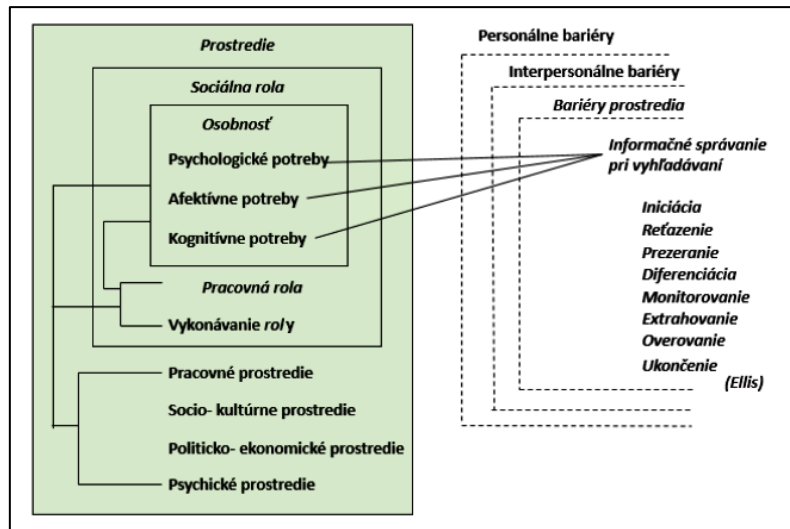 Prostredie
Sociálna rola
Osobnosť
Psychologické potreby
Afektívne potreby
Kognitívne potreby
Pracovná rola
Vykonávanie roly
Pracovné prostredie
Socio- kultúrne prostredie
Politicko- ekonomické prostredie
Psychické prostredie
Personálne bariéry
Interpersonálne bariéry
Bariéry prostredia
Informačné správanie
pri vyhľadávaní
Iniciácia
Reťazenie
Prezeranie
Diferenciácia
Monitorovanie
Extrahovanie
Overovanie
Ukončenie
(Ellis)